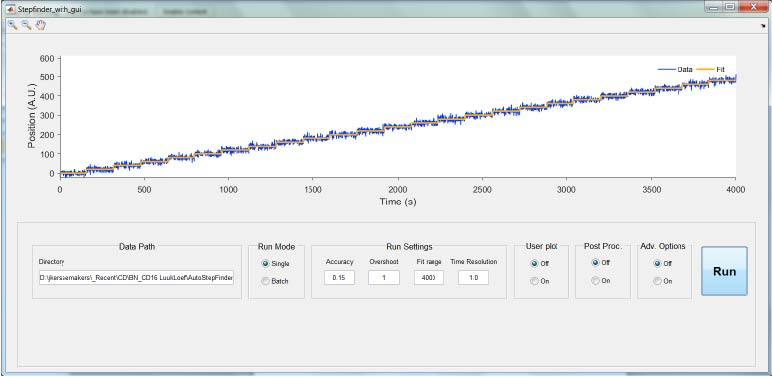 Stepfinder_with_gui
Position (A.U.)
600
500
400
300
200
100
0
Data Fit
0 500 1000 1500 2000 2500 3000 3500 4000
Time (s)
Data Path
Run Mode
Run Settings
User plot
Post Proc.
Adv. Options
Directory
Accuracy Overshoot Fit range Time Resolution
Single
Batch
D:\jkerssemakers\_Recent\CD\BN_CD16 LuukLoef\AutoStepFinder
0.15 1 4000 1.0
Off
On
Off
On
Off
On
Run